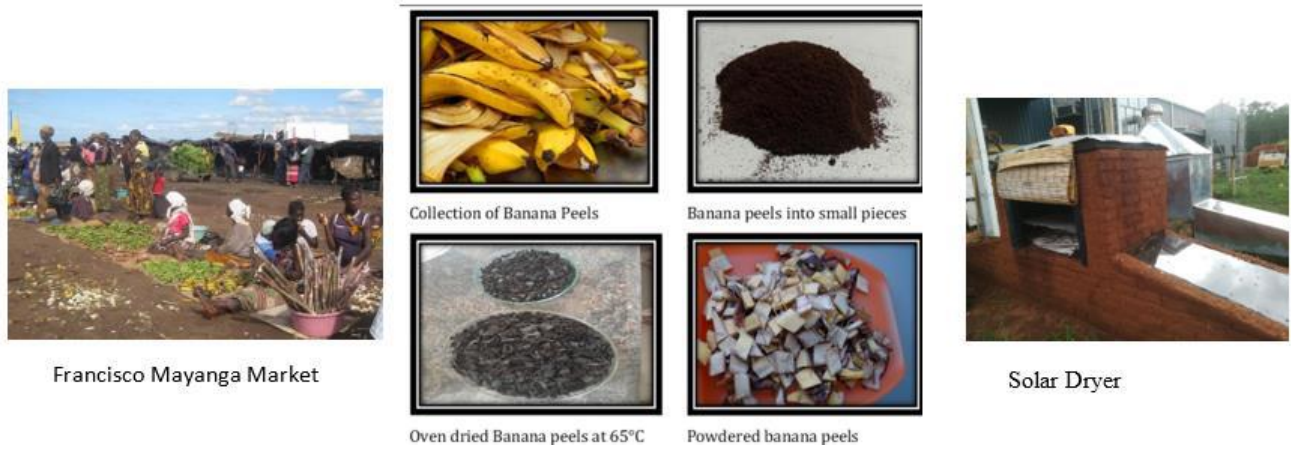 Francisco Mayanga Market
Collection of Banana Peels
Banana peels into small pieces
Oven dried Banana peels at 65°C
Powdered banana peels
Solar Dryer